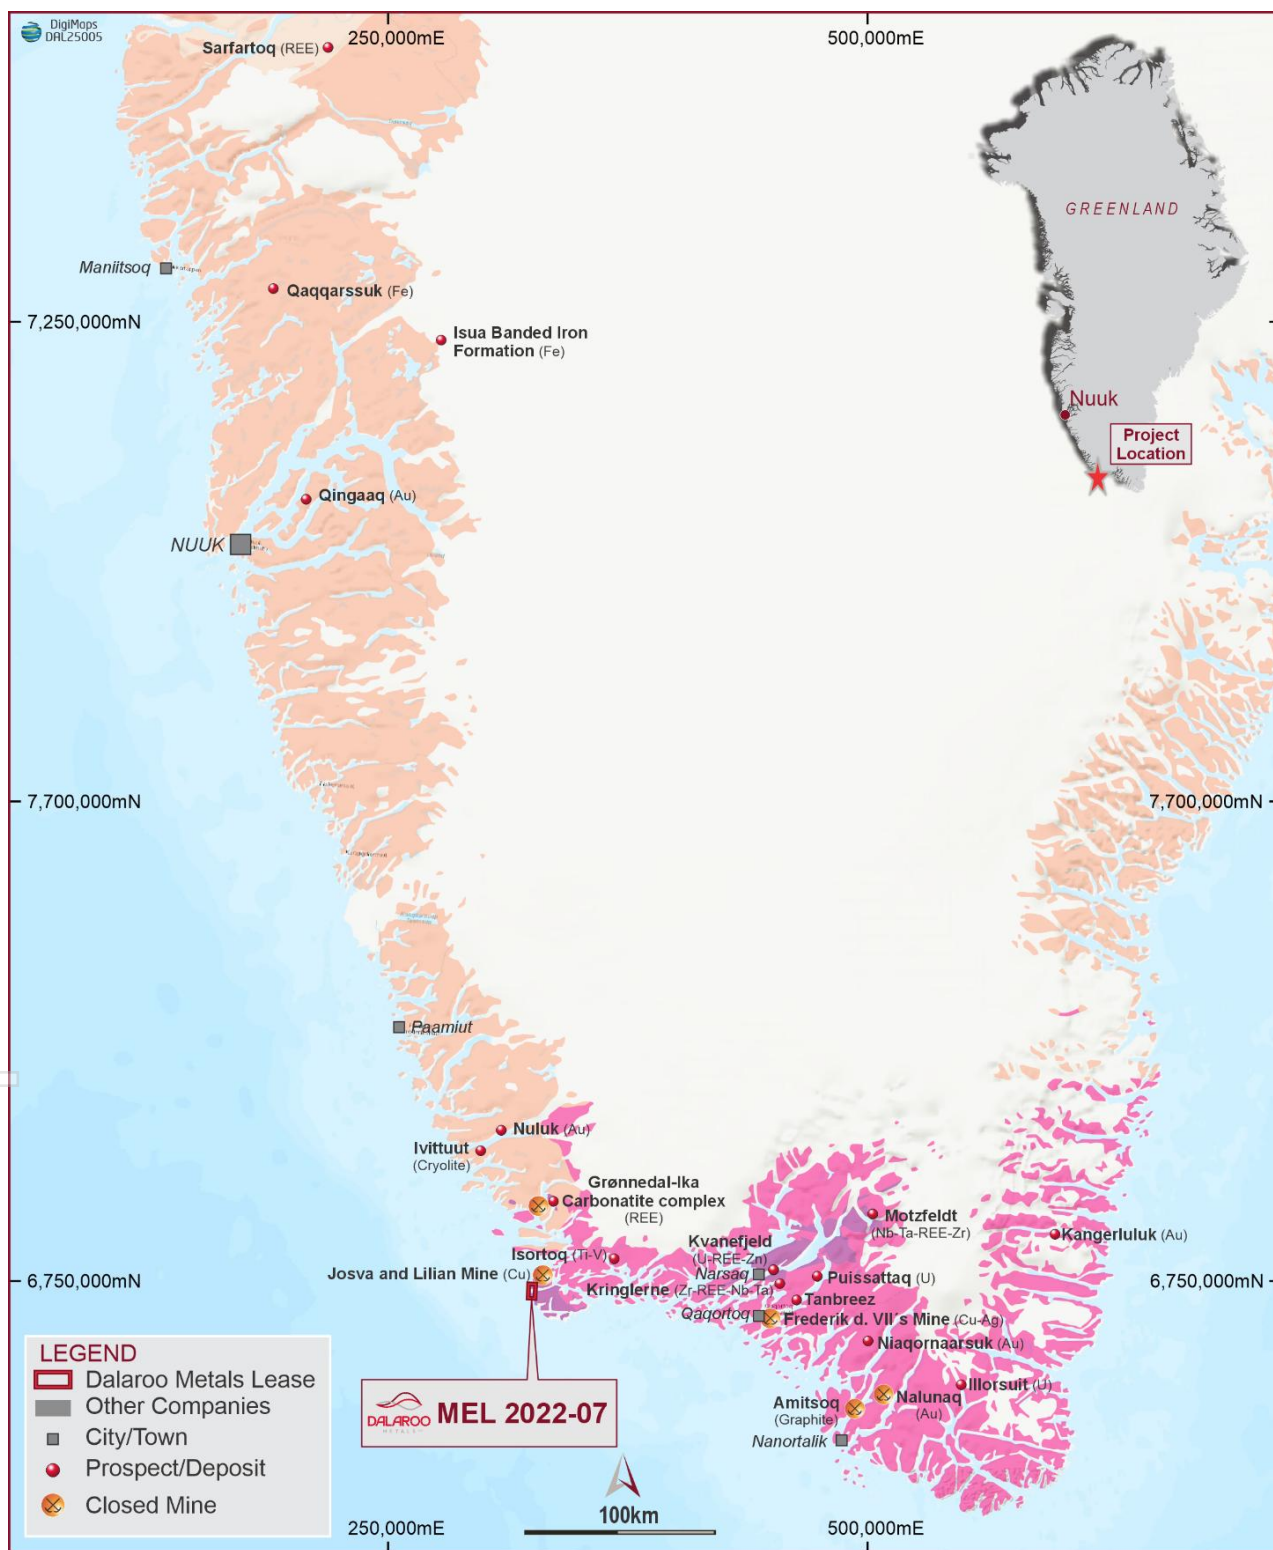 DigiMaps
DAL25005
250,000mE
500,000mE
Sarfartoq (REE)
GREENLAND
Maniitsoq
Qaqqarssuk (Fe)
7,250,000mN
Isua Banded Iron
Formation (Fe)
Nuuk
Project
Location
Qingaaq (Au)
NUUK
7,700,000mN
7,700,000mN
Paamiut
Nuluk (Au)
Ivittuut
(Cryolite)
Grønnedal-Ika
Carbonatite complex
(REE)
Motzfeldt
(Nb-Ta-REE-Zr)
Kangerluluk (Au)
Kvanefjeld
(U-REE-Zn)
Isortoq (Ti-V)
Josva and Lilian Mine (Cu)
Narsaq
Puissattaq (U)
6,750,000mN
6,750,000mN
Kringlerne (Zr-REE-Nb-Ta)
Tanbreez
Qaqortoq
Frederik d. VII´s Mine (Cu-Ag)
Niaqornaarsuk (Au)
Illorsuit (U)
Nalunaq
(Au)
Amitsoq
(Graphite)
Nanortalik
DALAROO
METALS
MEL 2022-07
LEGEND
Dalaroo Metals Lease
Other Companies
City/Town
Prospect/Deposit
Closed Mine
100km
250,000mE
500,000mE